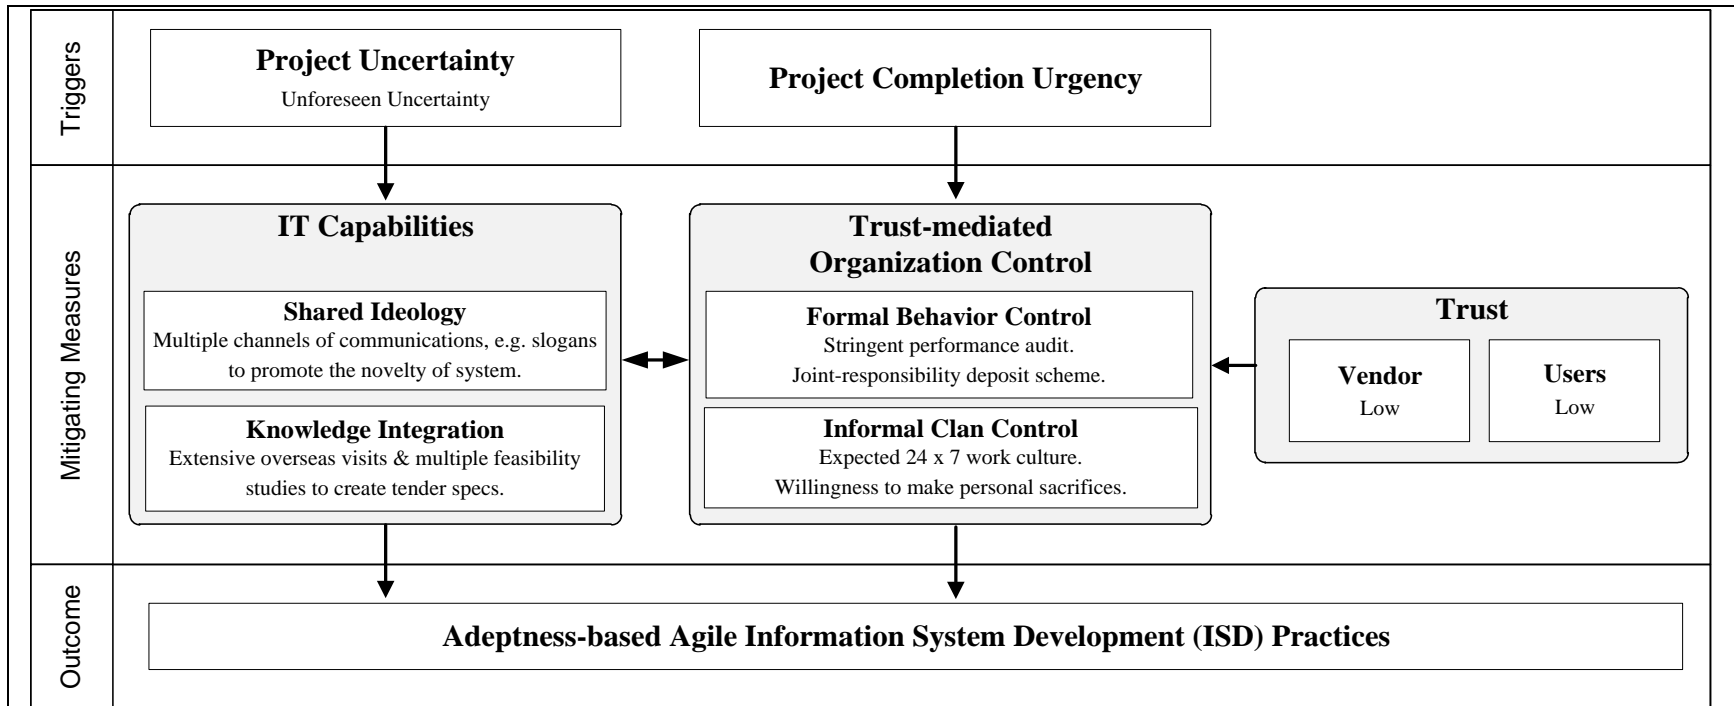 Triggers
Project Uncertainty
Unforeseen Uncertainty
Project Completion Urgency
Mitigating Measures
IT Capabilities
Shared Ideology
Multiple channels of communications, e.g. slogans
to promote the novelty of system.
Knowledge Integration
Extensive overseas visits & multiple feasibility
studies to create tender specs.
Trust-mediated
Organization Control
Formal Behavior Control
Stringent performance audit.
Joint-responsibility deposit scheme.
Informal Clan Control
Expected 24 x 7 work culture.
Willingness to make personal sacrifices.
Trust
Vendor
Low
Users
Low
Outcome
Adeptness-based Agile Information System Development (ISD) Practices